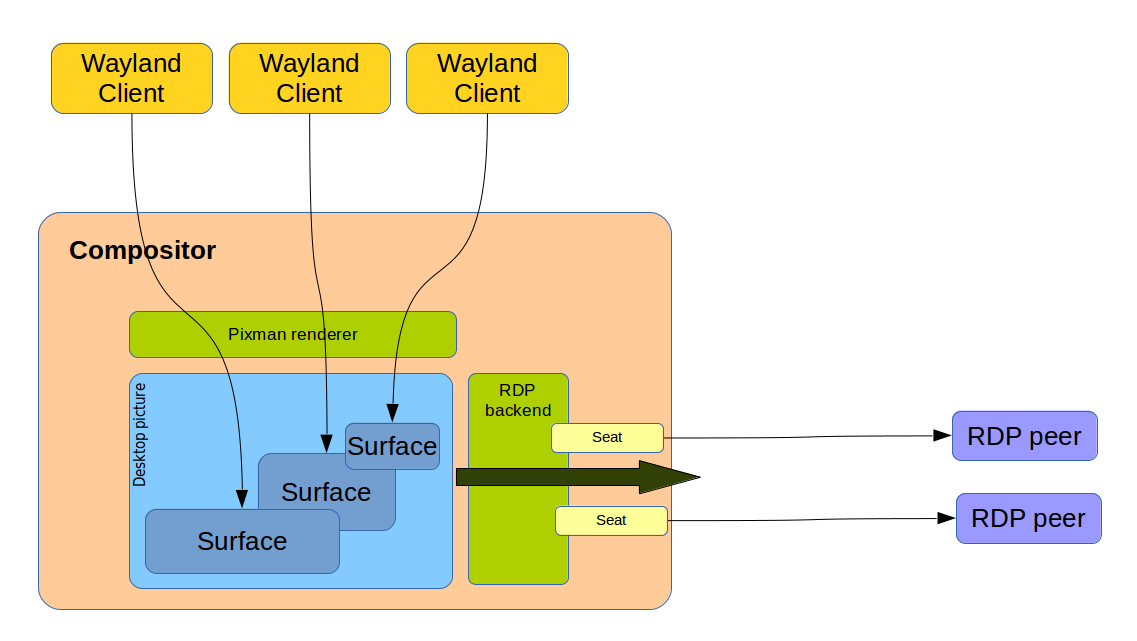 Wayland
Client
Wayland
Client
Wayland
Client
Compositor
Pixman renderer
Desktop picture
RDP
backend
Surface
Surface
Surface
Seat
Seat
RDP peer
RDP peer